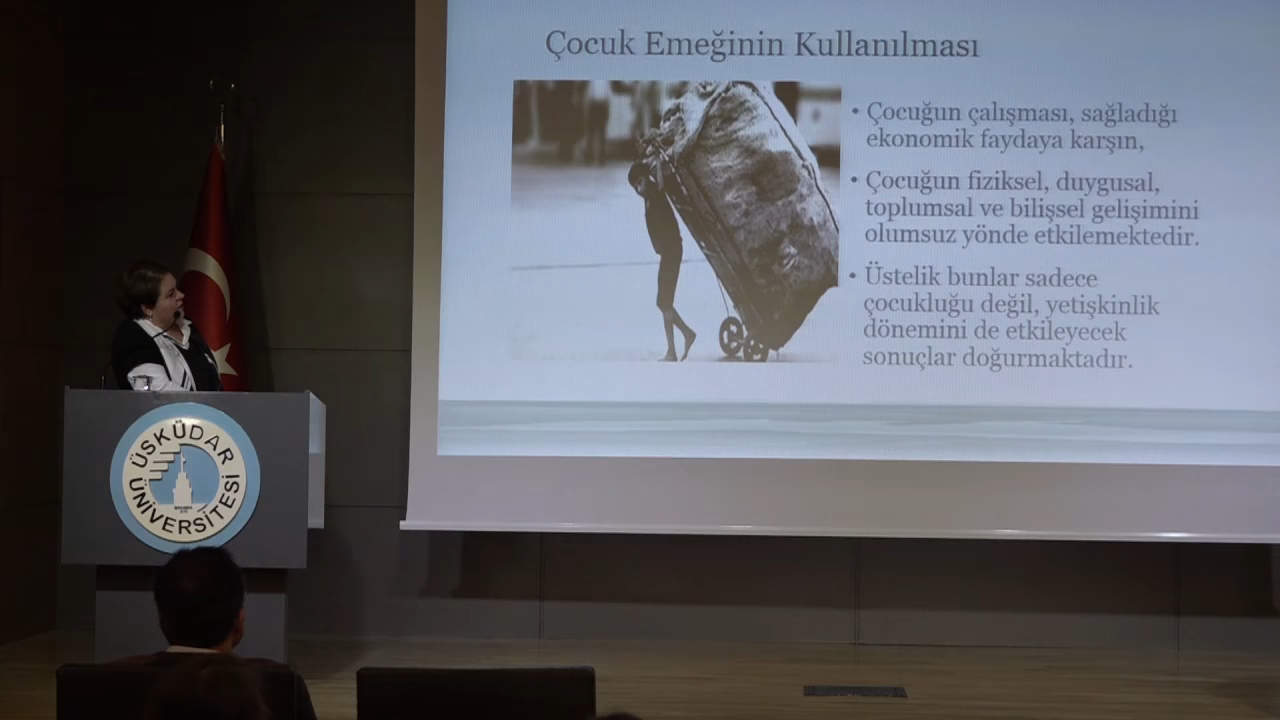 Çocuk Emeğinin Kullanılması
• Çocuğun çalışması, sağladığı
ekonomik faydaya karşın,
• Çocuğun fiziksel, duygusal,
toplumsal ve bilişsel gelişimini
olumsuz yönde etkilemektedir.
• Üstelik bunlar sadece
çocukluğu değil, yetişkinlik
dönemini de etkileyecek
sonuçlar doğurmaktadır.
ÜSKÜDAR
ÜNİVERSİTESİ